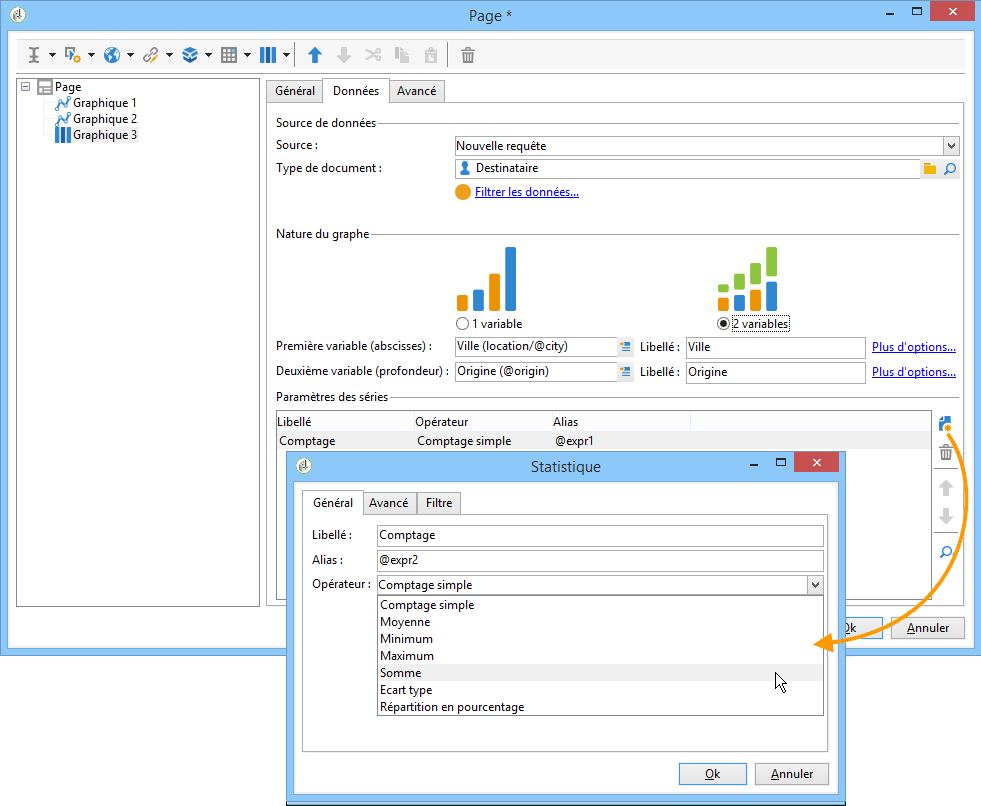 Page *
Page
Graphique 1
Graphique 2
Graphique 3
Général Données Avancé
Source de données
Source : Nouvelle requête
Type de document : Destinataire
Filtrer les données...
Nature du graphe
1 variable 2 variables
Première variable (abscisses) : Ville (location/@city) Libellé : Ville Plus d'options...
Deuxième variable (profondeur) : Origine (@origin) Libellé : Origine Plus d'options...
Paramètres des séries
Libellé Opérateur Alias
Comptage Comptage simple @expr1
Ok Annuler
Statistique
Général Avancé Filtre
Libellé : Comptage
Alias : @expr2
Opérateur : Comptage simple
Comptage simple
Moyenne
Minimum
Maximum
Somme
Ecart type
Répartition en pourcentage
Ok Annuler